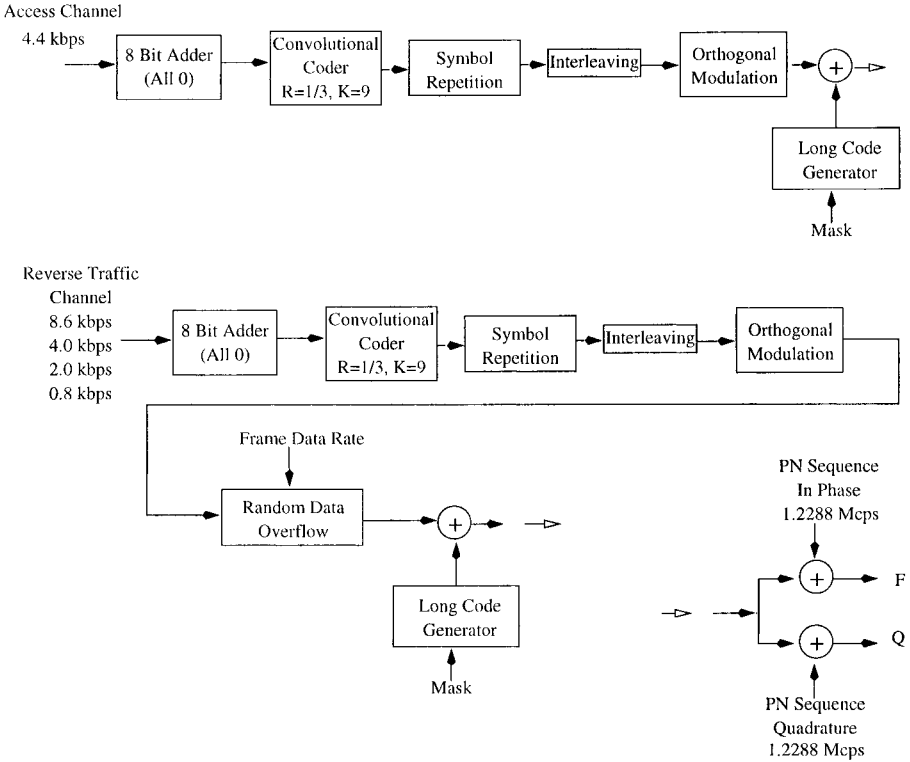 Access Channel
4.4 kbps
8 Bit Adder
(All 0)
Convolutional
Coder
R=1/3, K=9
Symbol
Repetition
Interleaving
Orthogonal
Modulation
+
Long Code
Generator
Mask
Reverse Traffic
Channel
8.6 kbps
4.0 kbps
2.0 kbps
0.8 kbps
8 Bit Adder
(All 0)
Convolutional
Coder
R=1/3, K=9
Symbol
Repetition
Interleaving
Orthogonal
Modulation
Frame Data Rate
Random Data
Overflow
+
Long Code
Generator
Mask
PN Sequence
In Phase
1.2288 Mcps
+
F
+
Q
PN Sequence
Quadrature
1.2288 Mcps